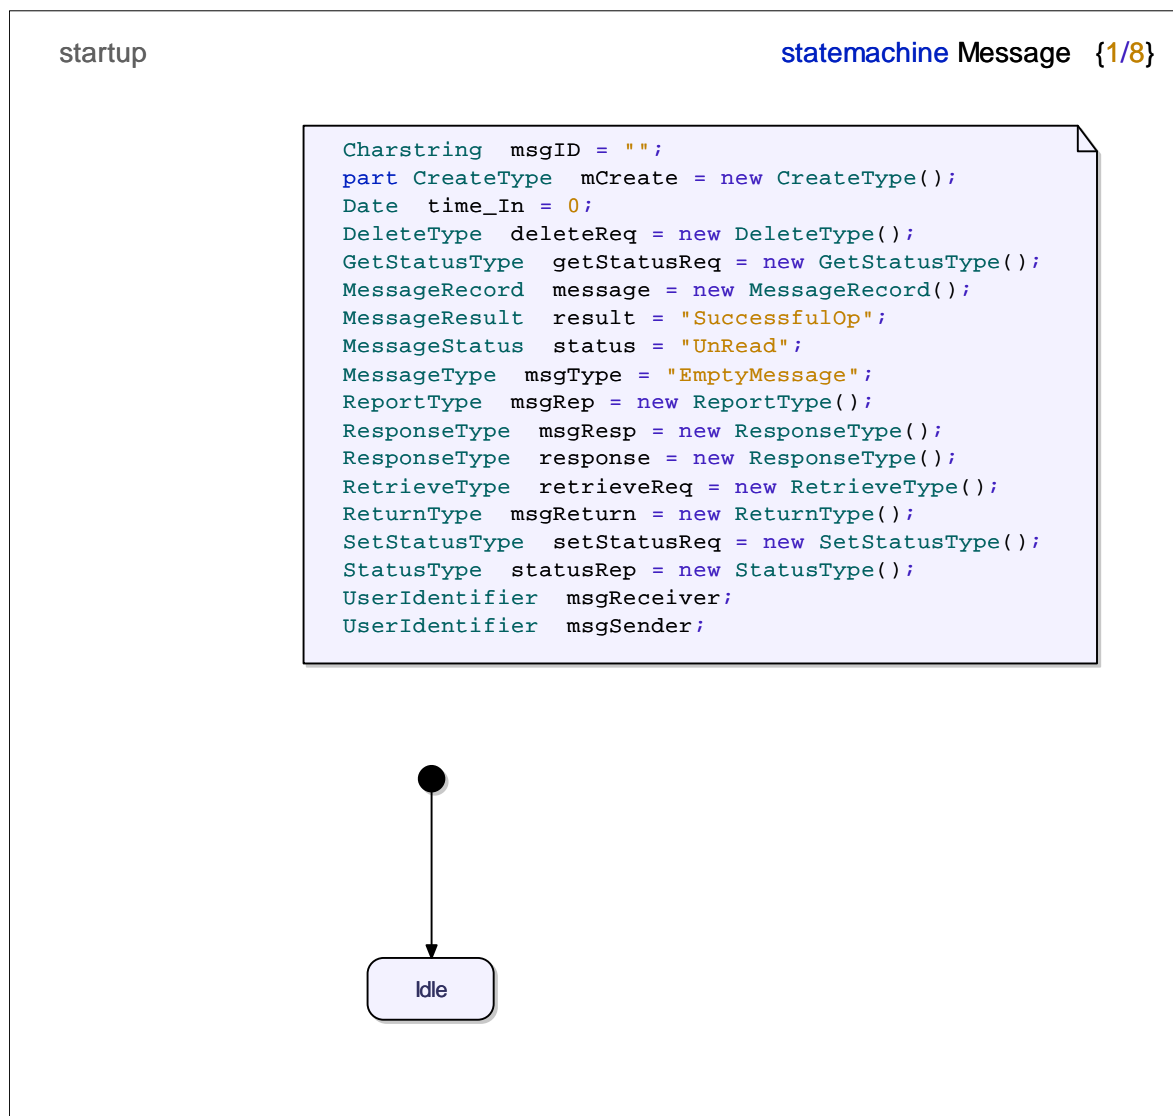 startup
statemachine Message {1/8}
Charstring msgID = "";
part CreateType mCreate = new CreateType();
Date time_In = 0;
DeleteType deleteReq = new DeleteType();
GetStatusType getStatusReq = new GetStatusType();
MessageRecord message = new MessageRecord();
MessageResult result = "SuccessfulOp";
MessageStatus status = "UnRead";
MessageType msgType = "EmptyMessage";
ReportType msgRep = new ReportType();
ResponseType msgResp = new ResponseType();
ResponseType response = new ResponseType();
RetrieveType retrieveReq = new RetrieveType();
ReturnType msgReturn = new ReturnType();
SetStatusType setStatusReq = new SetStatusType();
StatusType statusRep = new StatusType();
UserIdentifier msgReceiver;
UserIdentifier msgSender;
Idle